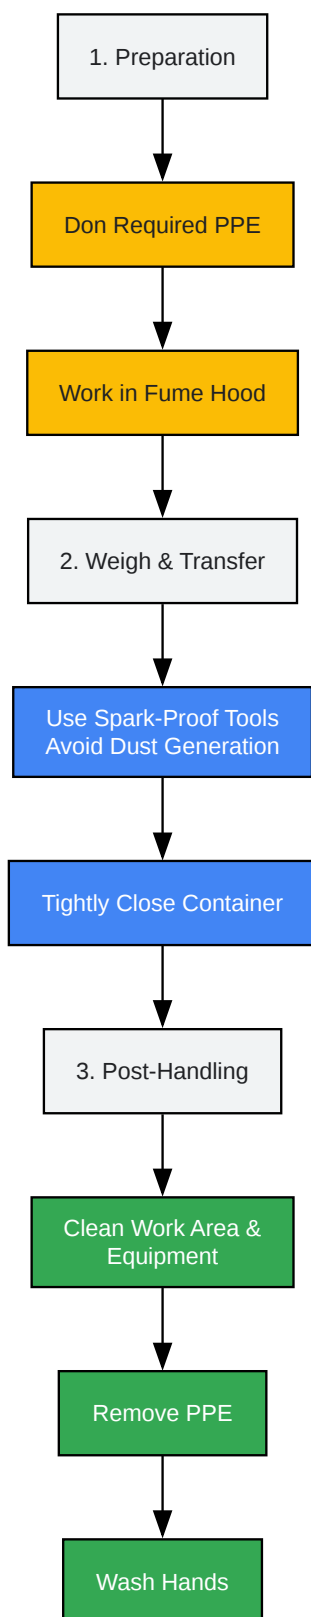 1. Preparation
Don Required PPE
Work in Fume Hood
2. Weigh & Transfer
Use Spark-Proof Tools
Avoid Dust Generation
Tightly Close Container
3. Post-Handling
Clean Work Area &
Equipment
Remove PPE
Wash Hands